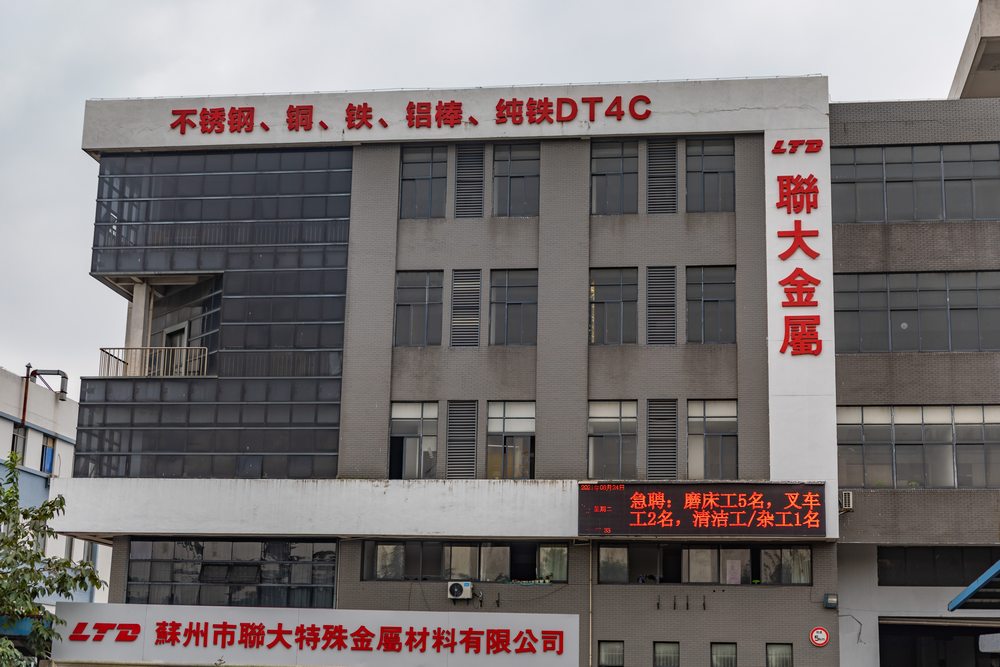 不锈钢、铜、铁、铝棒、纯铁DT4C
LTD
聯大金屬
急聘：磨床工5名，叉车
工2名，清洁工/杂工1名
LTD 蘇州市聯大特殊金屬材料有限公司